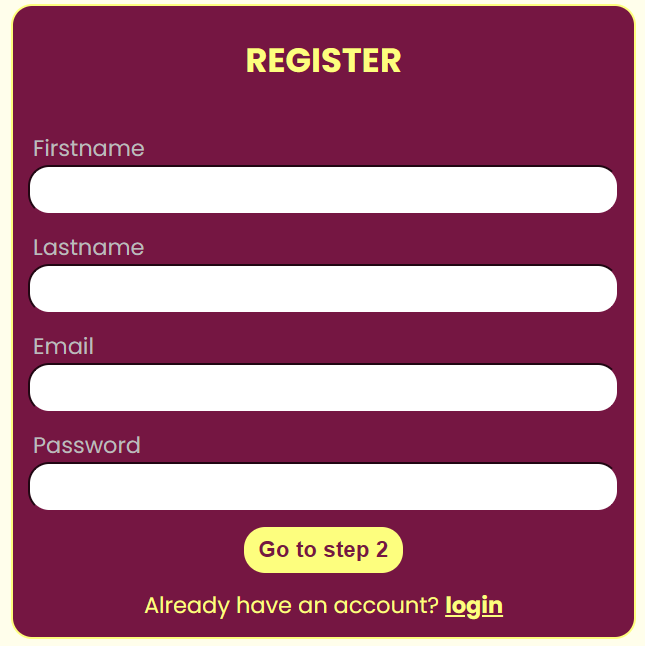 REGISTER
Firstname
Lastname
Email
Password
Go to step 2
Already have an account? login